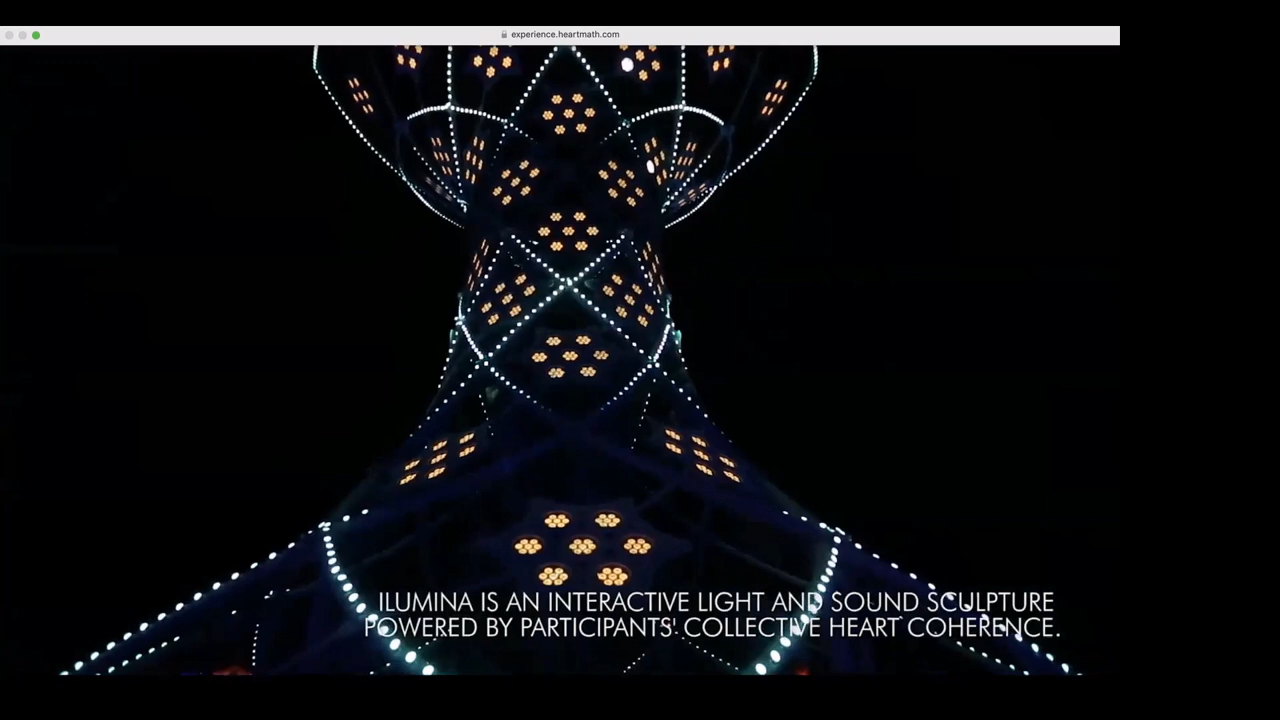 experience.heartmath.com
ILUMINA IS AN INTERACTIVE LIGHT AND SOUND SCULPTURE
POWERED BY PARTICIPANTS' COLLECTIVE HEART COHERENCE.